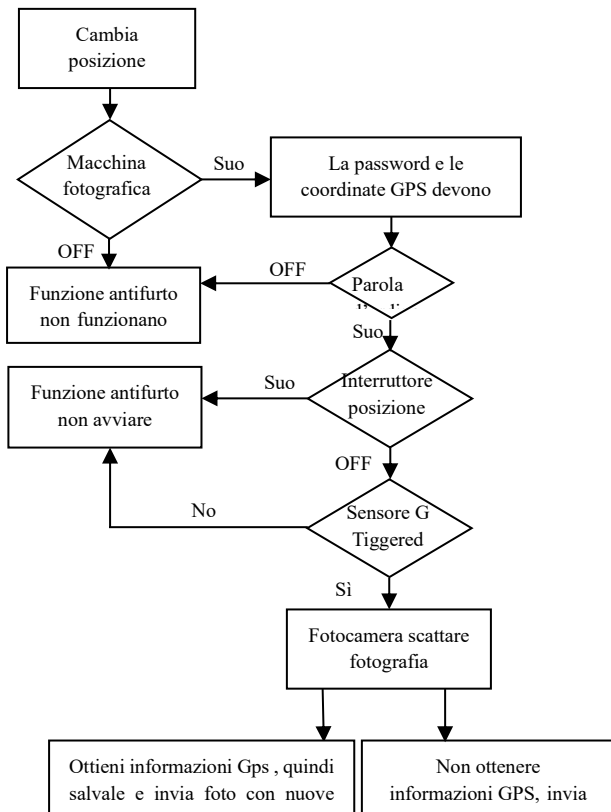 Cambia
posizione
Macchina
fotografica
Suo
La password e le
coordinate GPS devono
OFF
OFF
Funzione antifurto
non funzionano
Parola
Suo
Funzione antifurto
non avviare
Suo
Interruttore
posizione
OFF
No
Sensore G
Tiggered
Sì
Fotocamera scattare
fotografia
Ottieni informazioni Gps , quindi
salvale e invia foto con nuove
Non ottenere
informazioni GPS, invia